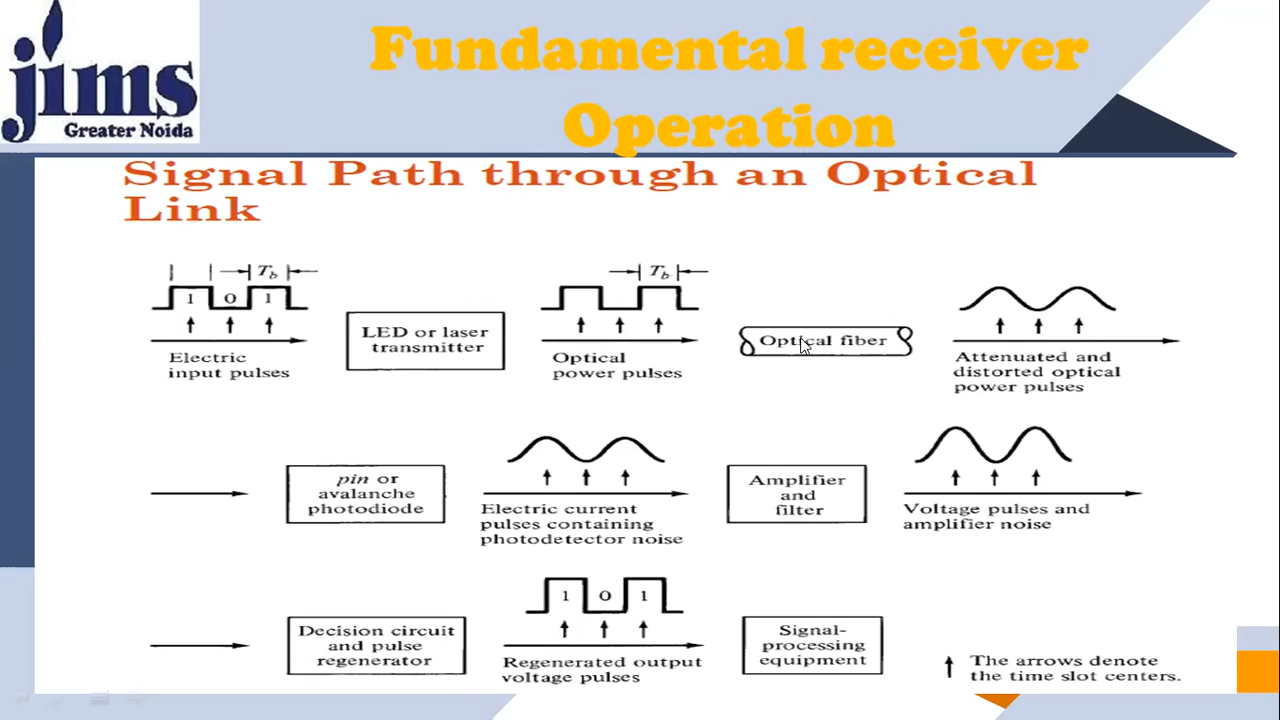 jims
Greater Noida
Fundamental receiver
Operation
Signal Path through an Optical
Link
T_b
1 0 1
Electric
input pulses
LED or laser
transmitter
T_b
Optical
power pulses
Optical fiber
Attenuated and
distorted optical
power pulses
pin or
avalanche
photodiode
Electric current
pulses containing
photodetector noise
Amplifier
and
filter
Voltage pulses and
amplifier noise
Decision circuit
and pulse
regenerator
1 0 1
Regenerated output
voltage pulses
Signal-
processing
equipment
The arrows denote
the time slot centers.